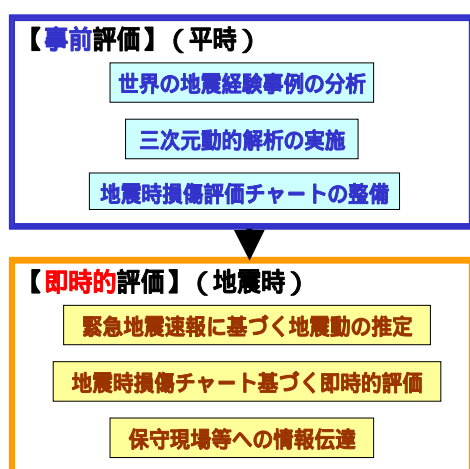 【事前評価】（平時）
世界の地震経験事例の分析
三次元動的解析の実施
地震時損傷評価チャートの整備
【即時的評価】（地震時）
緊急地震速報に基づく地震動の推定
地震時損傷チャート基づく即時的評価
保守現場等への情報伝達